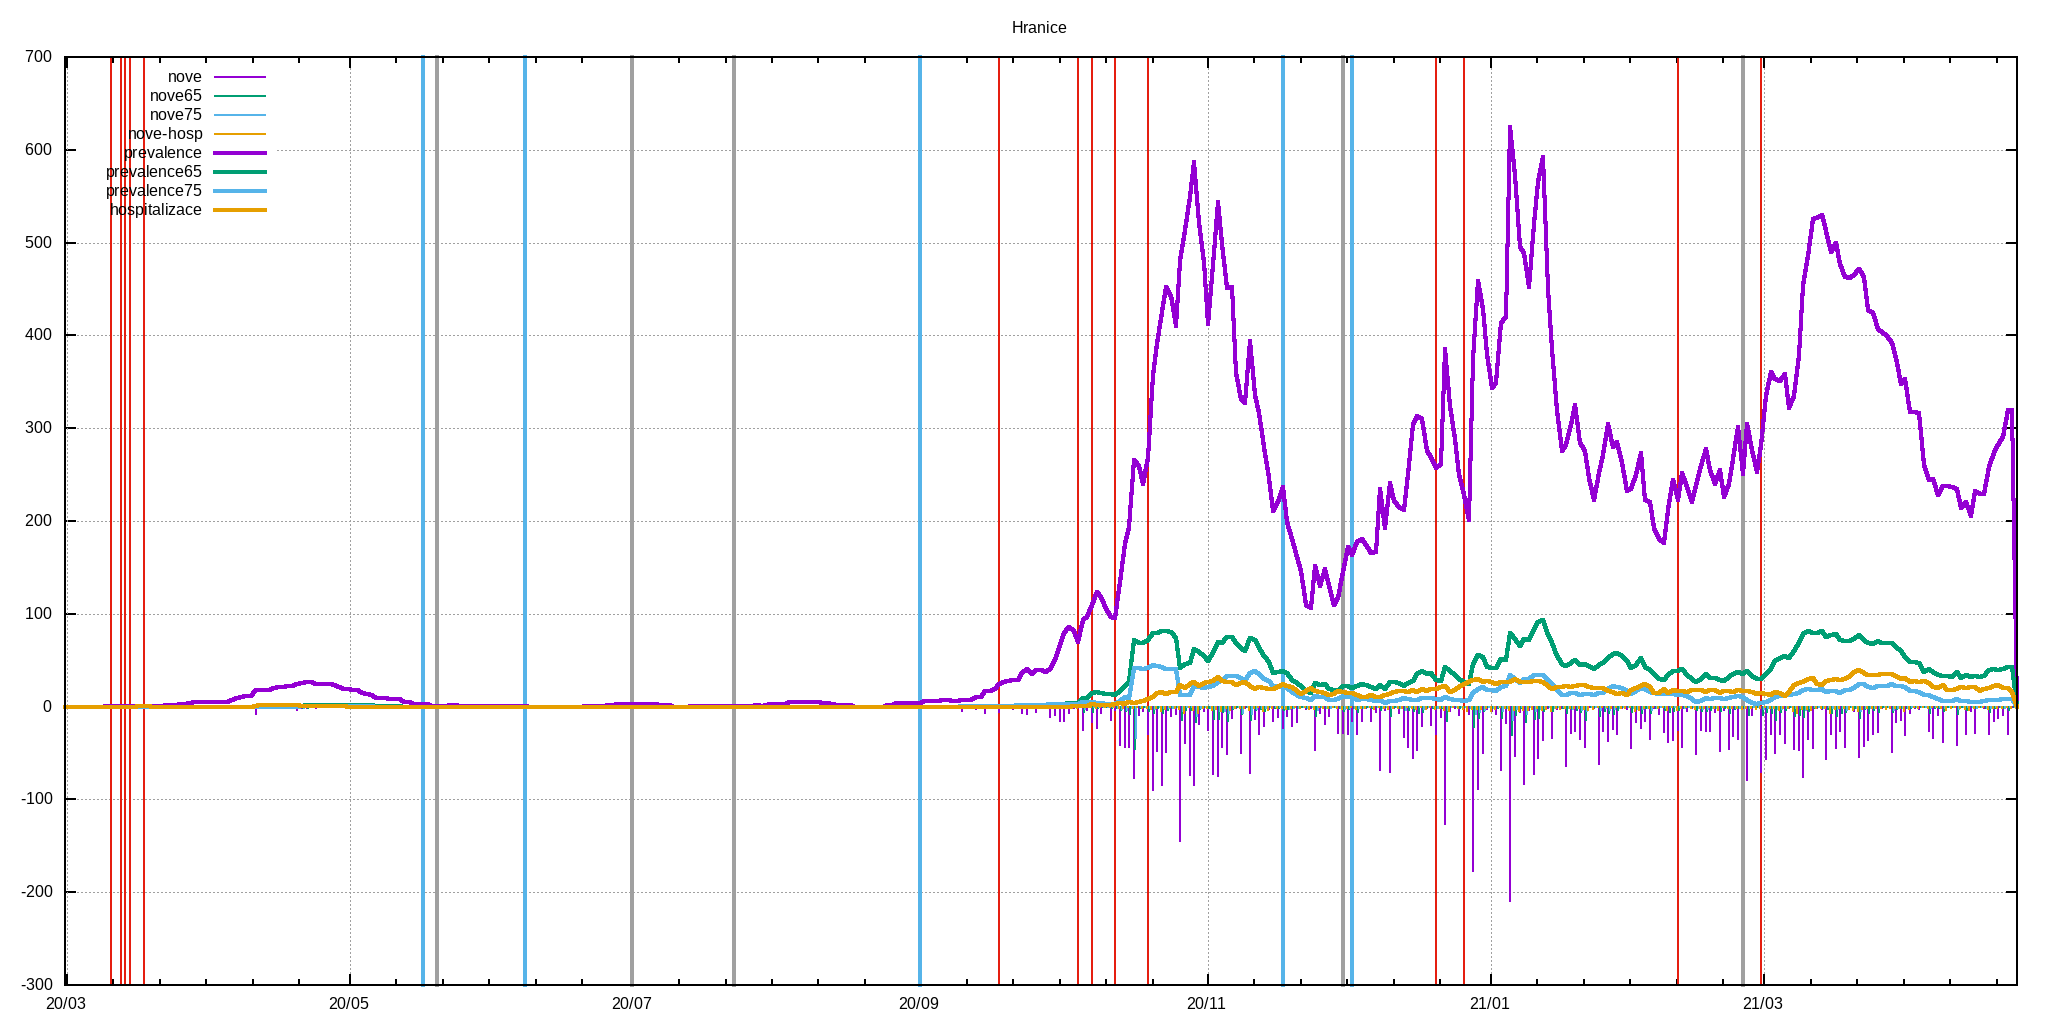 Hranice
700
600
500
400
300
200
100
0
-100
-200
-300
nove
nove65
nove75
nove-hosp
prevalence
prevalence65
prevalence75
hospitalizace
20/03 20/05 20/07 20/09 20/11 21/01 21/03